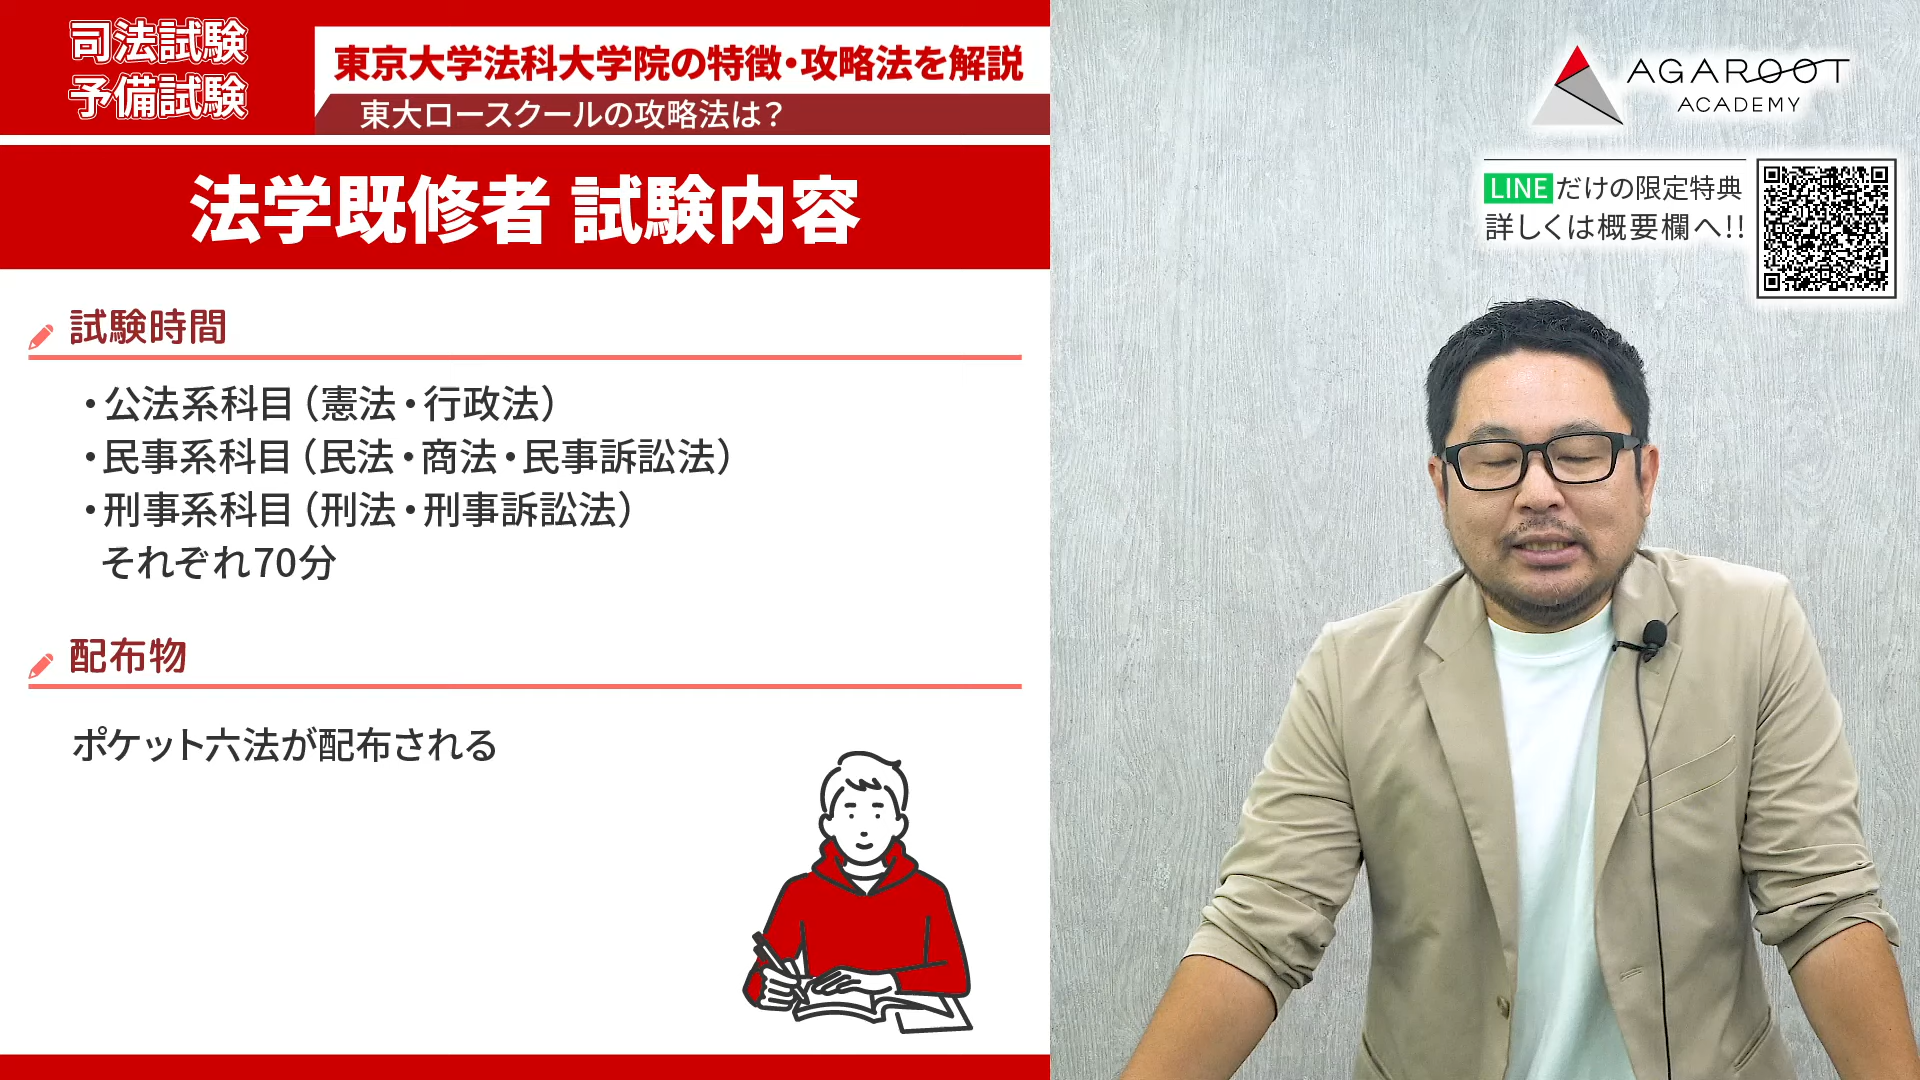 司法試験
予備試験
東京大学法科大学院の特徴・攻略法を解説
東大ロースクールの攻略法は？
法学既修者 試験内容
試験時間
・公法系科目（憲法・行政法）
・民事系科目（民法・商法・民事訴訟法）
・刑事系科目（刑法・刑事訴訟法）
それぞれ70分
配布物
ポケット六法が配布される
AGAROOT
ACADEMY
LINEだけの限定特典
詳しくは概要欄へ!!